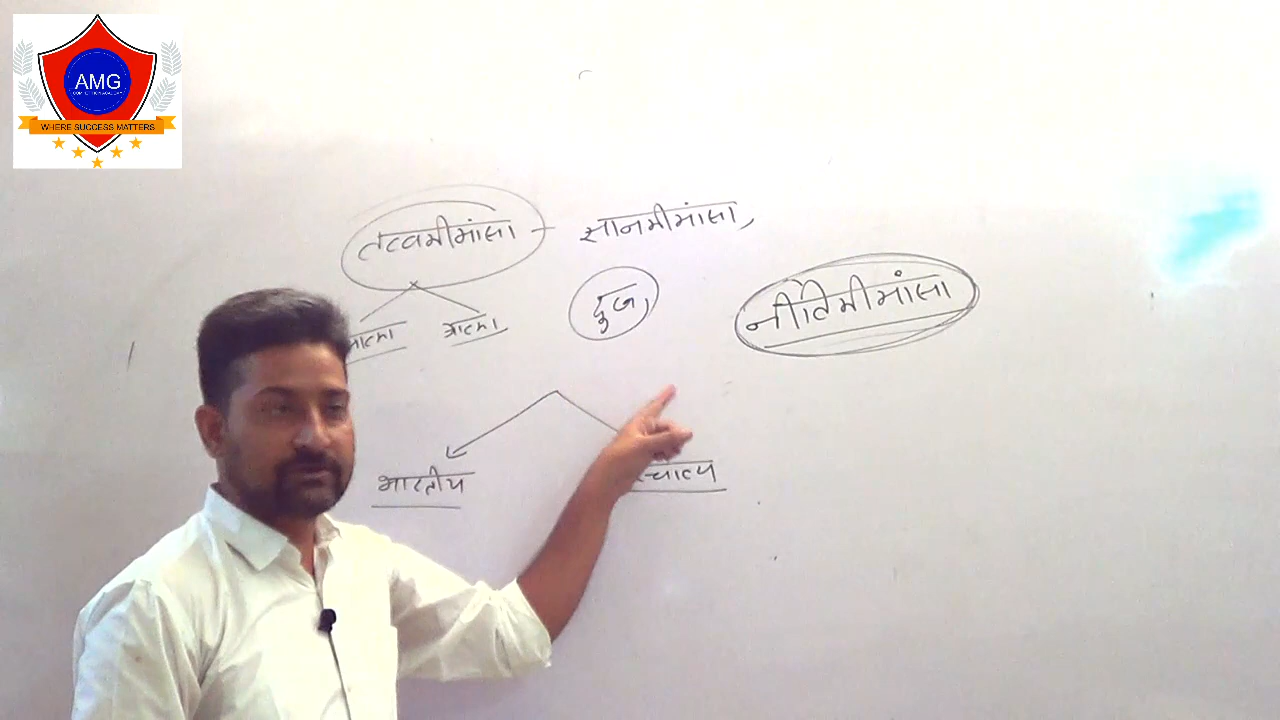 AMG
WHERE SUCCESS MATTERS
तत्वमीमांसा - ज्ञानमीमांसा,
नीतिमीमांसा
आत्मा
भारतीय